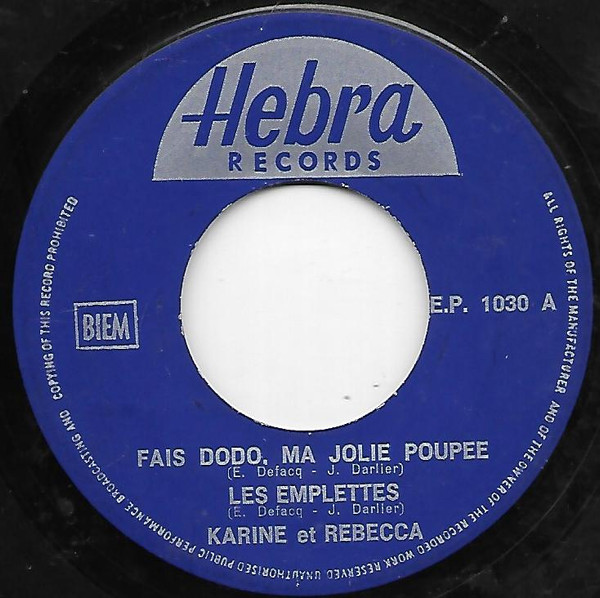 Hebra
RECORDS
BIEM
E.P. 1030 A
FAIS DODO, MA JOLIE POUPEE
(E. Defacq - J. Darlier)
LES EMPLETTES
(E. Defacq - J. Darlier)
KARINE et REBECCA
ALL RIGHTS OF THE MANUFACTURER AND OF THE OWNER OF THE RECORDED WORK RESERVED UNAUTHORISED PUBLIC PERFORMANCE BROADCASTING AND COPYING OF THIS RECORD PROHIBITED